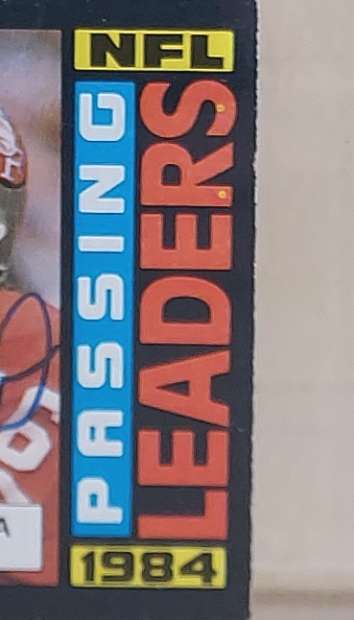 NFL
PASSING
LEADERS
1984